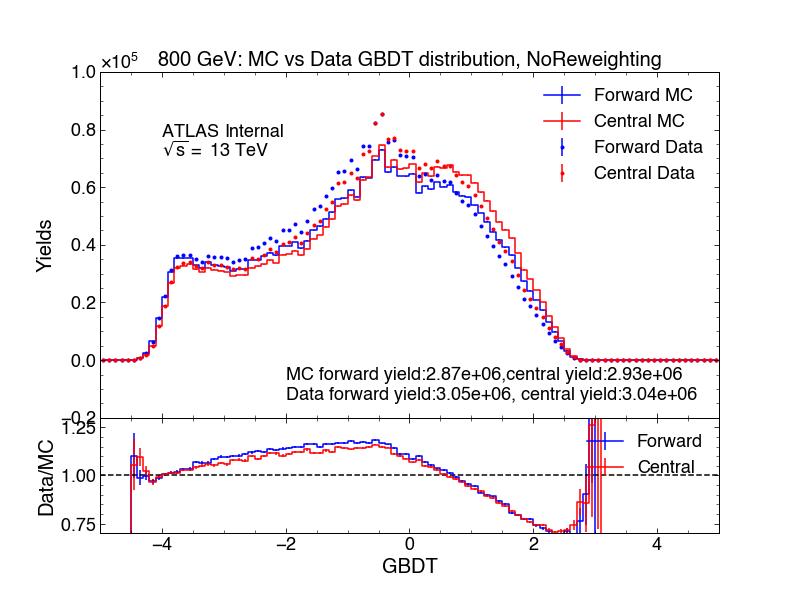 ×10⁵ 800 GeV: MC vs Data GBDT distribution, NoReweighting
1.0
0.8
0.6
0.4
0.2
0.0
−0.2
Yields
ATLAS Internal
√s = 13 TeV
Forward MC
Central MC
Forward Data
Central Data
MC forward yield:2.87e+06,central yield:2.93e+06
Data forward yield:3.05e+06, central yield:3.04e+06
1.25
1.00
0.75
Data/MC
Forward
Central
−4 −2 0 2 4
GBDT